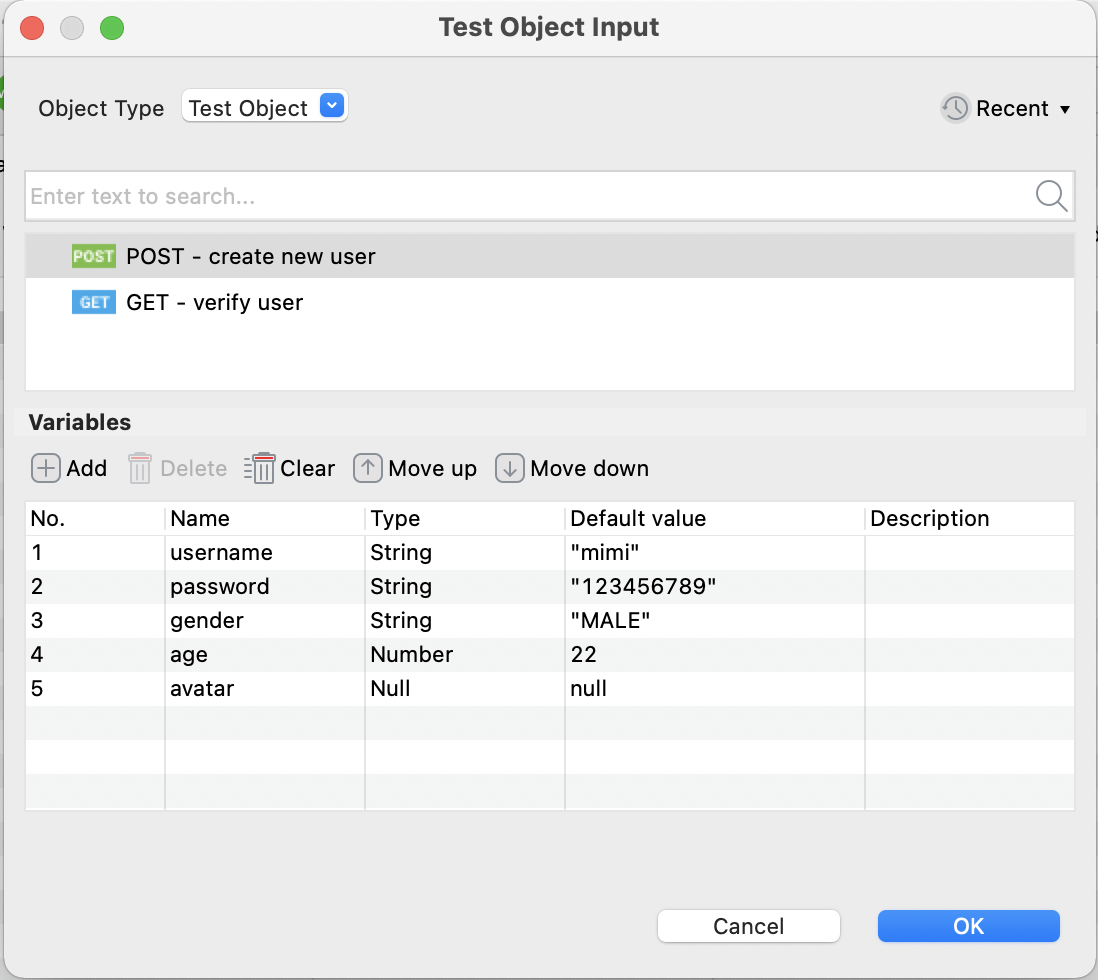 Test Object Input
Object Type Test Object Recent
Enter text to search...
POST POST - create new user
GET GET - verify user
Variables
Add Delete Clear Move up Move down
No. Name Type Default value Description
1 username String "mimi"
2 password String "123456789"
3 gender String "MALE"
4 age Number 22
5 avatar Null null
Cancel OK